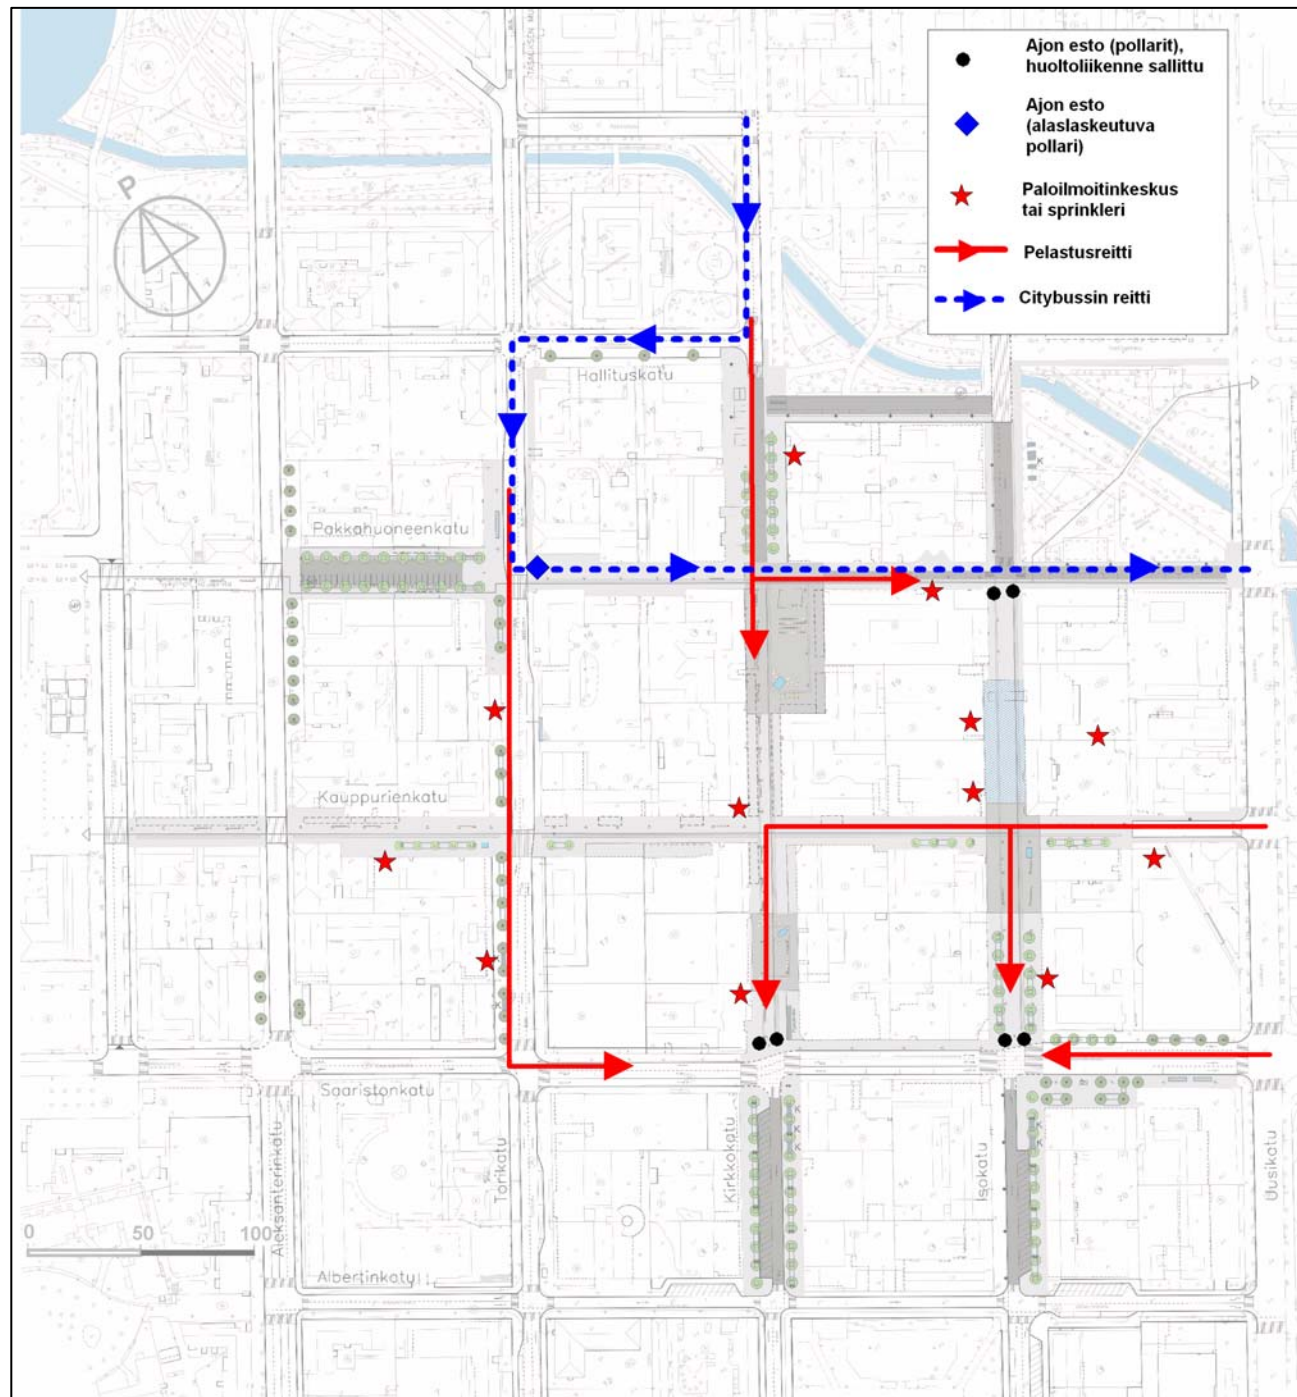 Ajon esto (pollarit),
huoltoliikenne sallittu
Ajon esto
(alaslaskeutuva
pollari)
Paloilmoitinkeskus
tai sprinkleri
Pelastusreitti
Citybussin reitti
P
Hallituskatu
Pakkahuoneenkatu
Kauppurienkatu
Saaristonkatu
Aleksanterinkatu
Torikatu
Kirkkokatu
Isokatu
Uusikatu
0 50 100
Albertinkatu
K
K
K
K
K